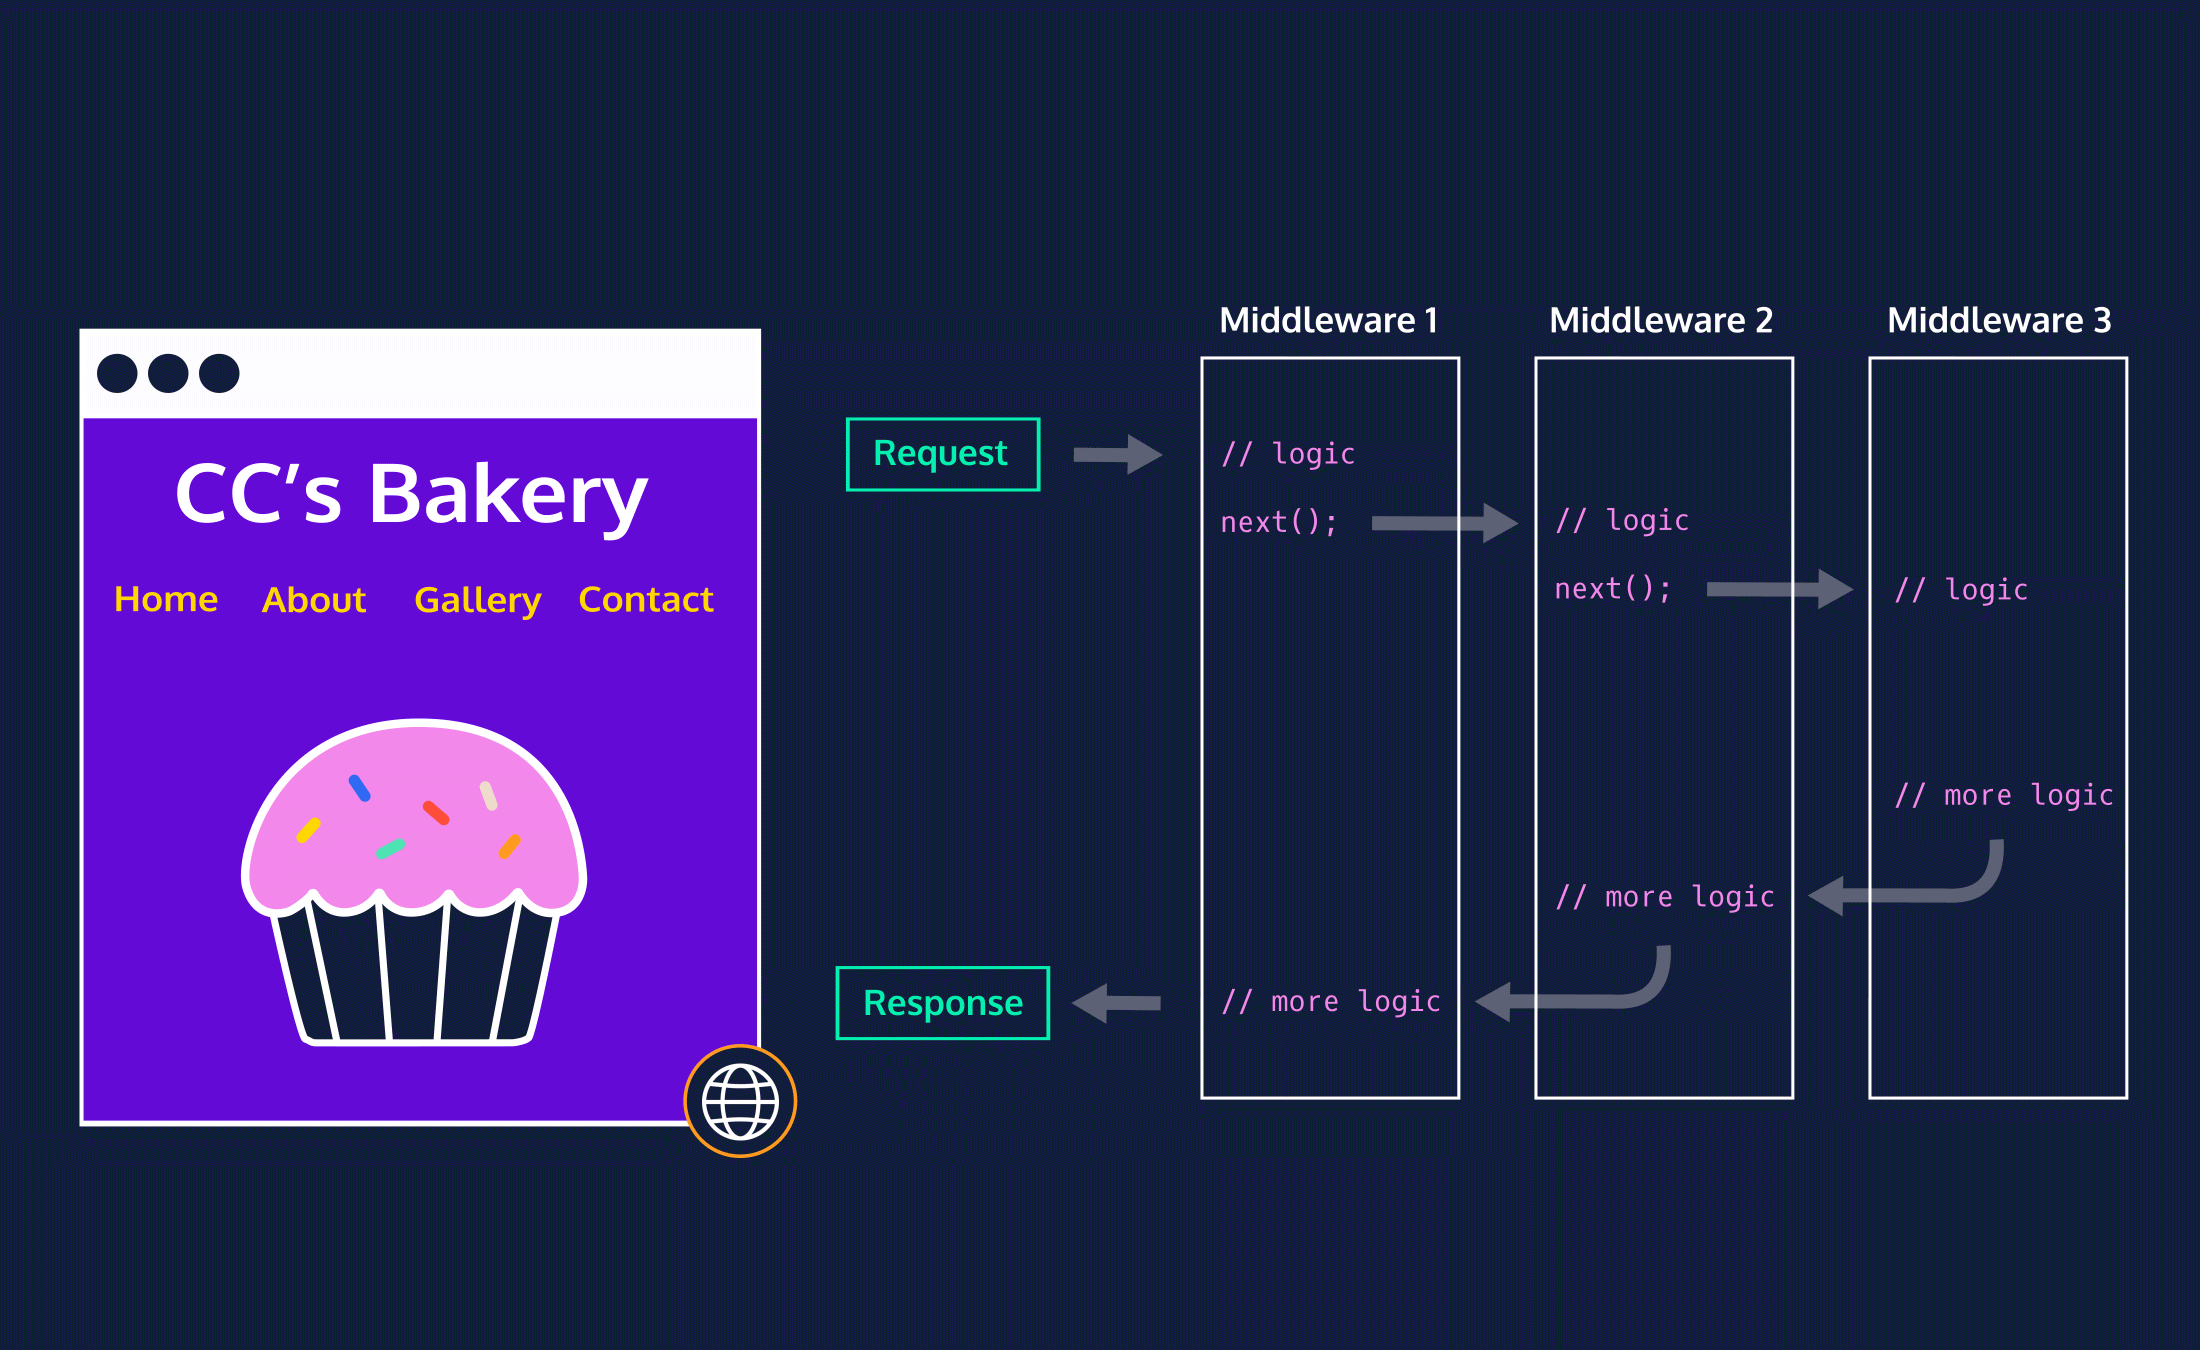 CC’s Bakery
Home About Gallery Contact
Request
Response
Middleware 1
// logic
next();
// more logic
Middleware 2
// logic
next();
// more logic
Middleware 3
// logic
// more logic